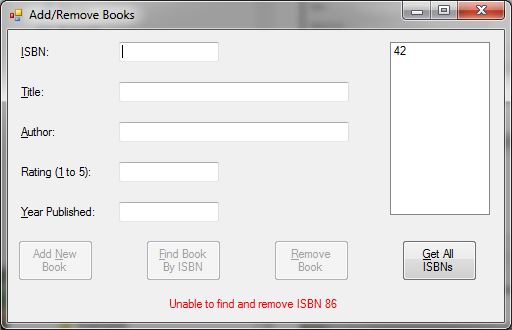 Add/Remove Books
ISBN:
42
Title:
Author:
Rating (1 to 5):
Year Published:
Add New
Book
Find Book
By ISBN
Remove
Book
Get All
ISBNs
Unable to find and remove ISBN 86